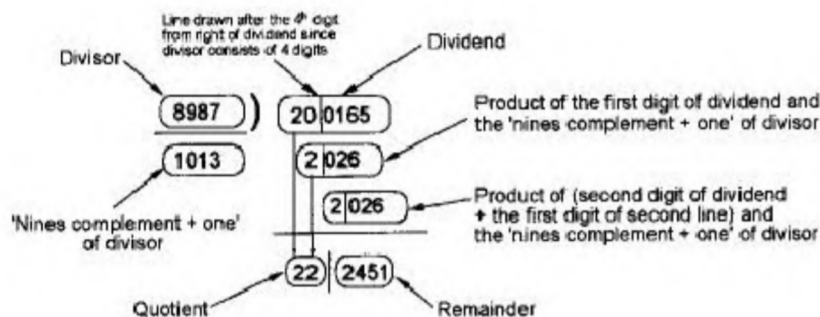 Line drawn after the 4th digit
from right of dividend since
divisor consists of 4 digits
Dividend
Divisor
8987 ) 20 0165
Product of the first digit of dividend and
the 'nines complement + one' of divisor
1013
2 026
2 026
Product of (second digit of dividend
+ the first digit of second line) and
the 'nines complement + one' of divisor
'Nines complement + one'
of divisor
22 2451
Quotient
Remainder